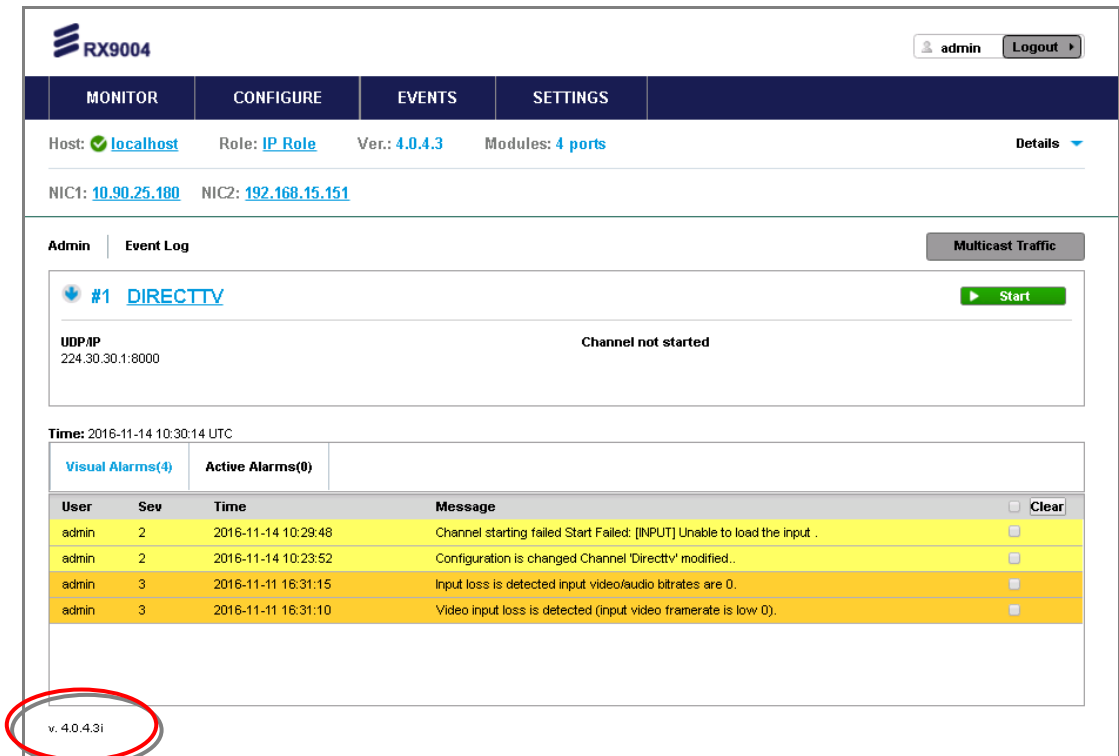 RX9004
admin Logout
MONITOR CONFIGURE EVENTS SETTINGS
Host: localhost Role: IP Role Ver.: 4.0.4.3 Modules: 4 ports Details
NIC1: 10.90.25.180 NIC2: 192.168.15.151
Admin Event Log Multicast Traffic
#1 DIRECTTV Start
UDP/IP Channel not started
224.30.30.1:8000
Time: 2016-11-14 10:30:14 UTC
Visual Alarms(4) Active Alarms(0)
User Sev Time Message Clear
admin 2 2016-11-14 10:29:48 Channel starting failed Start Failed: [INPUT] Unable to load the input .
admin 2 2016-11-14 10:23:52 Configuration is changed Channel 'Directtv' modified..
admin 3 2016-11-11 16:31:15 Input loss is detected input video/audio bitrates are 0.
admin 3 2016-11-11 16:31:10 Video input loss is detected (input video framerate is low 0).
v. 4.0.4.3i